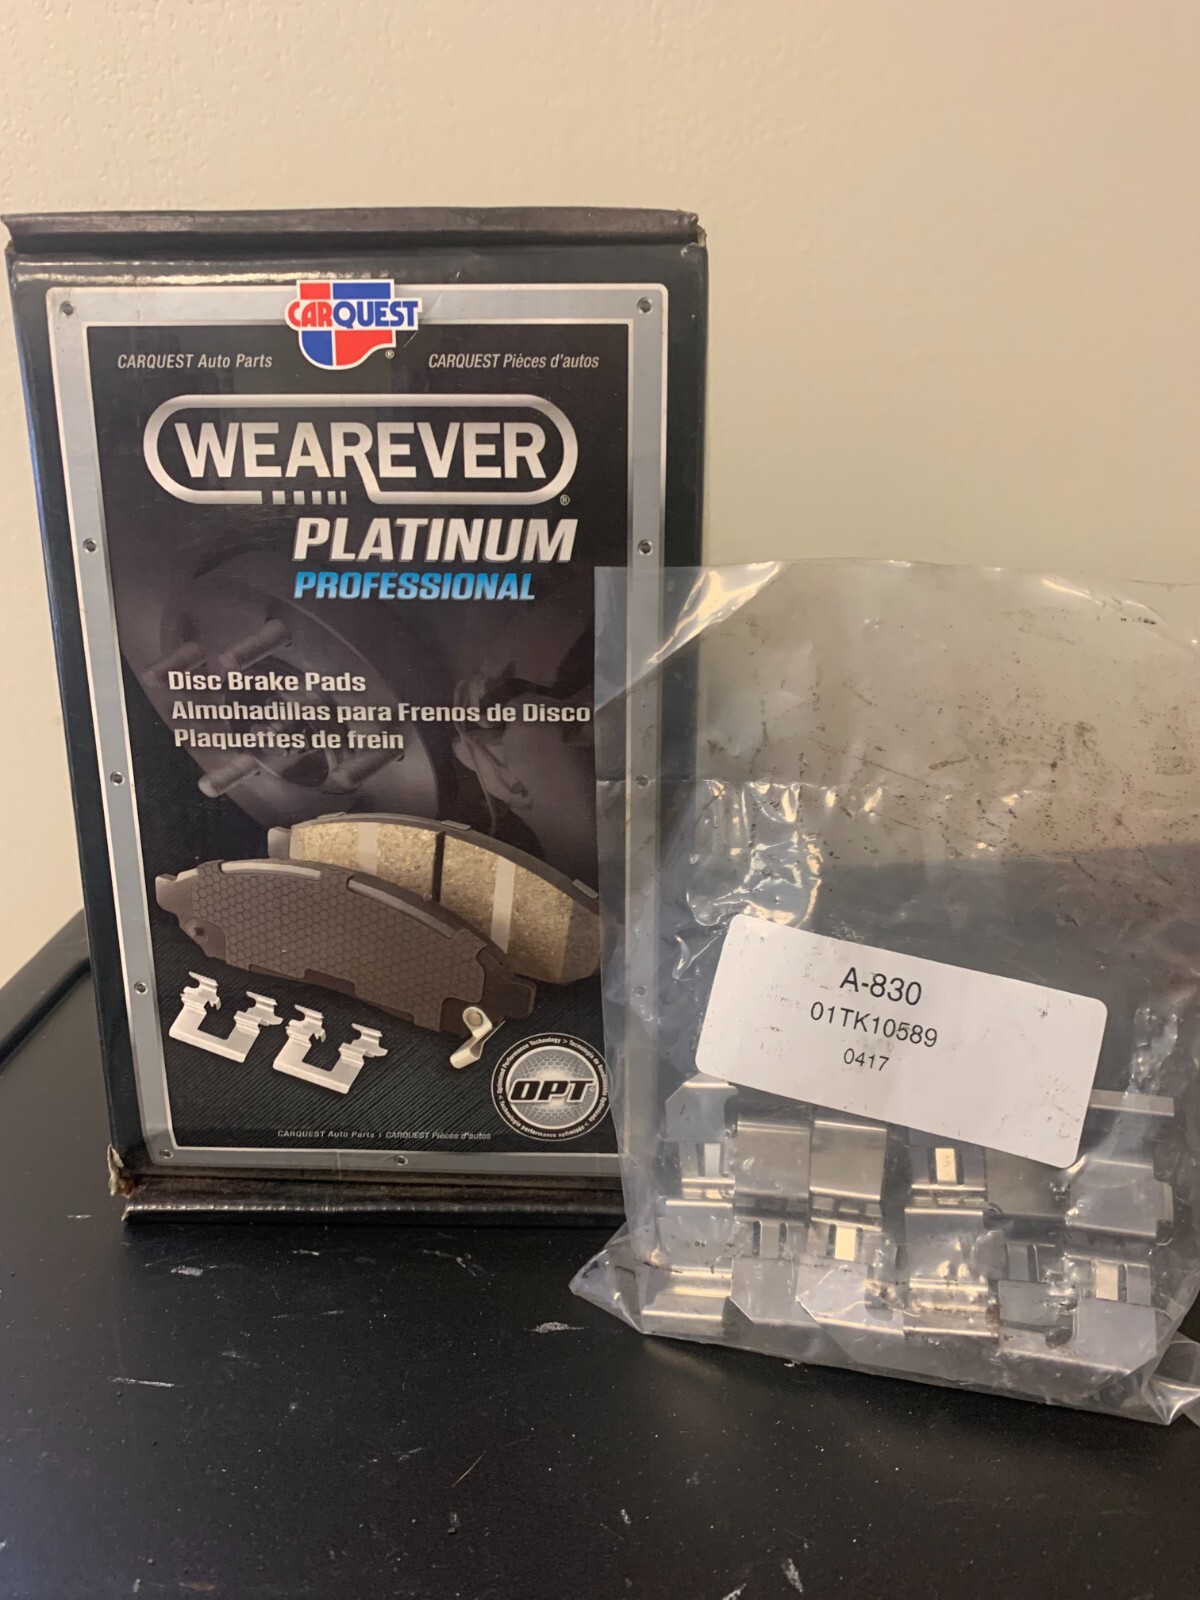 CARQUEST
CARQUEST Auto Parts
CARQUEST Pièces d'autos
WEAREVER
PLATINUM
PROFESSIONAL
Disc Brake Pads
Almohadillas para Frenos de Disco
Plaquettes de frein
OPT
CARQUEST Auto Parts | CARQUEST Pièces d'autos
A-830
01TK10589
0417